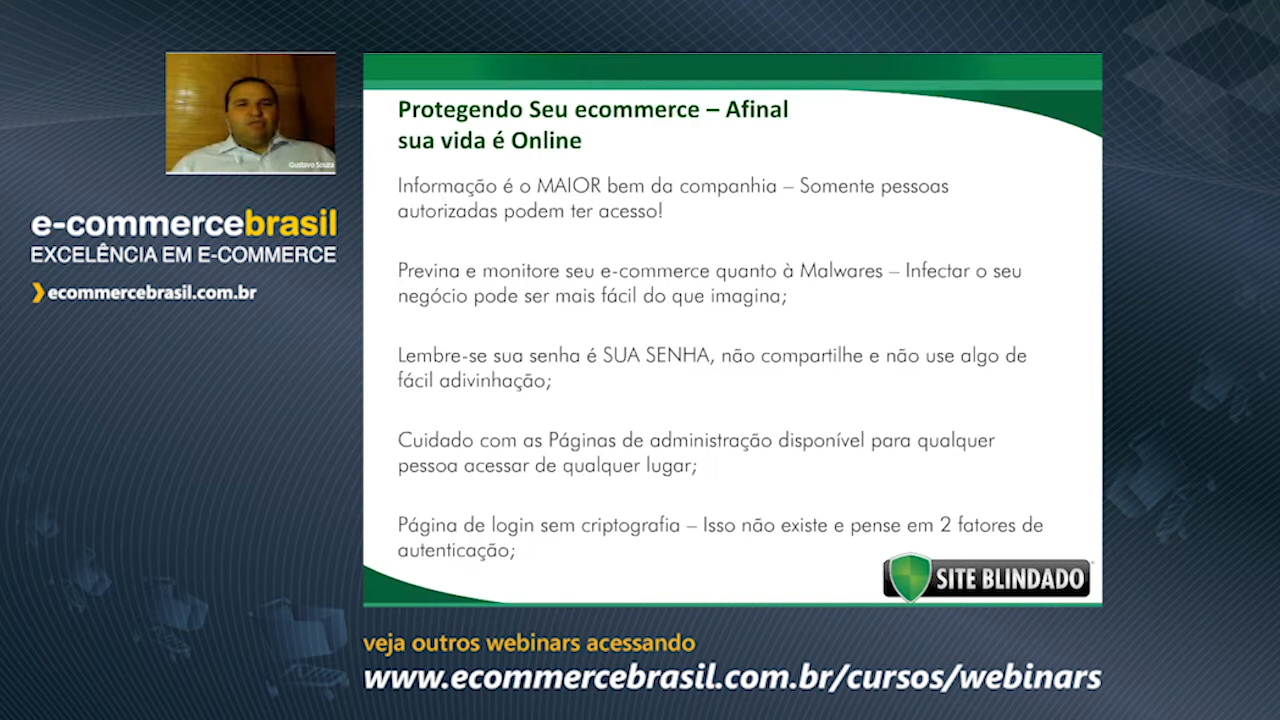 Gustavo Souza
e-commercebrasil
EXCELÊNCIA EM E-COMMERCE
ecommercebrasil.com.br
Protegendo Seu ecommerce – Afinal
sua vida é Online
Informação é o MAIOR bem da companhia – Somente pessoas
autorizadas podem ter acesso!
Previna e monitore seu e-commerce quanto à Malwares – Infectar o seu
negócio pode ser mais fácil do que imagina;
Lembre-se sua senha é SUA SENHA, não compartilhe e não use algo de
fácil adivinhação;
Cuidado com as Páginas de administração disponível para qualquer
pessoa acessar de qualquer lugar;
Página de login sem criptografia – Isso não existe e pense em 2 fatores de
autenticação;
SITE BLINDADO
veja outros webinars acessando
www.ecommercebrasil.com.br/cursos/webinars